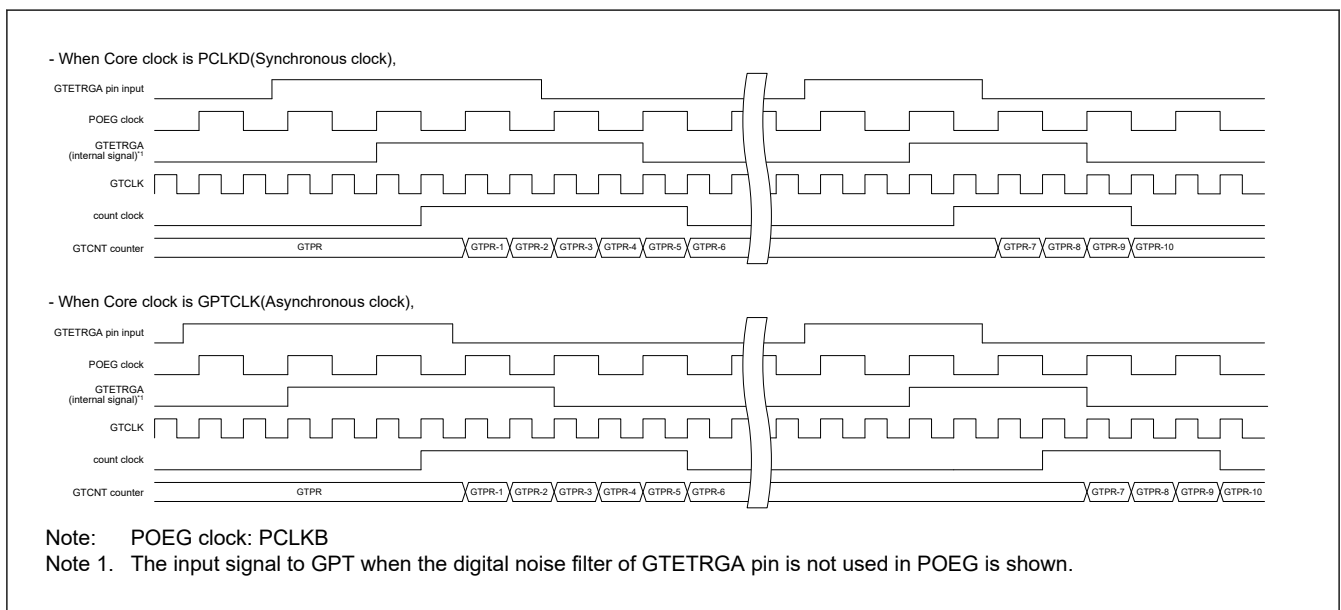 - When Core clock is PCLKD(Synchronous clock),
GTETRGA pin input
POEG clock
GTETRGA
(internal signal)*1
GTCLK
count clock
GTCNT counter GTPR GTPR-1 GTPR-2 GTPR-3 GTPR-4 GTPR-5 GTPR-6 GTPR-7 GTPR-8 GTPR-9 GTPR-10
- When Core clock is GPTCLK(Asynchronous clock),
GTETRGA pin input
POEG clock
GTETRGA
(internal signal)*1
GTCLK
count clock
GTCNT counter GTPR GTPR-1 GTPR-2 GTPR-3 GTPR-4 GTPR-5 GTPR-6 GTPR-7 GTPR-8 GTPR-9 GTPR-10
Note: POEG clock: PCLKB
Note 1. The input signal to GPT when the digital noise filter of GTETRGA pin is not used in POEG is shown.